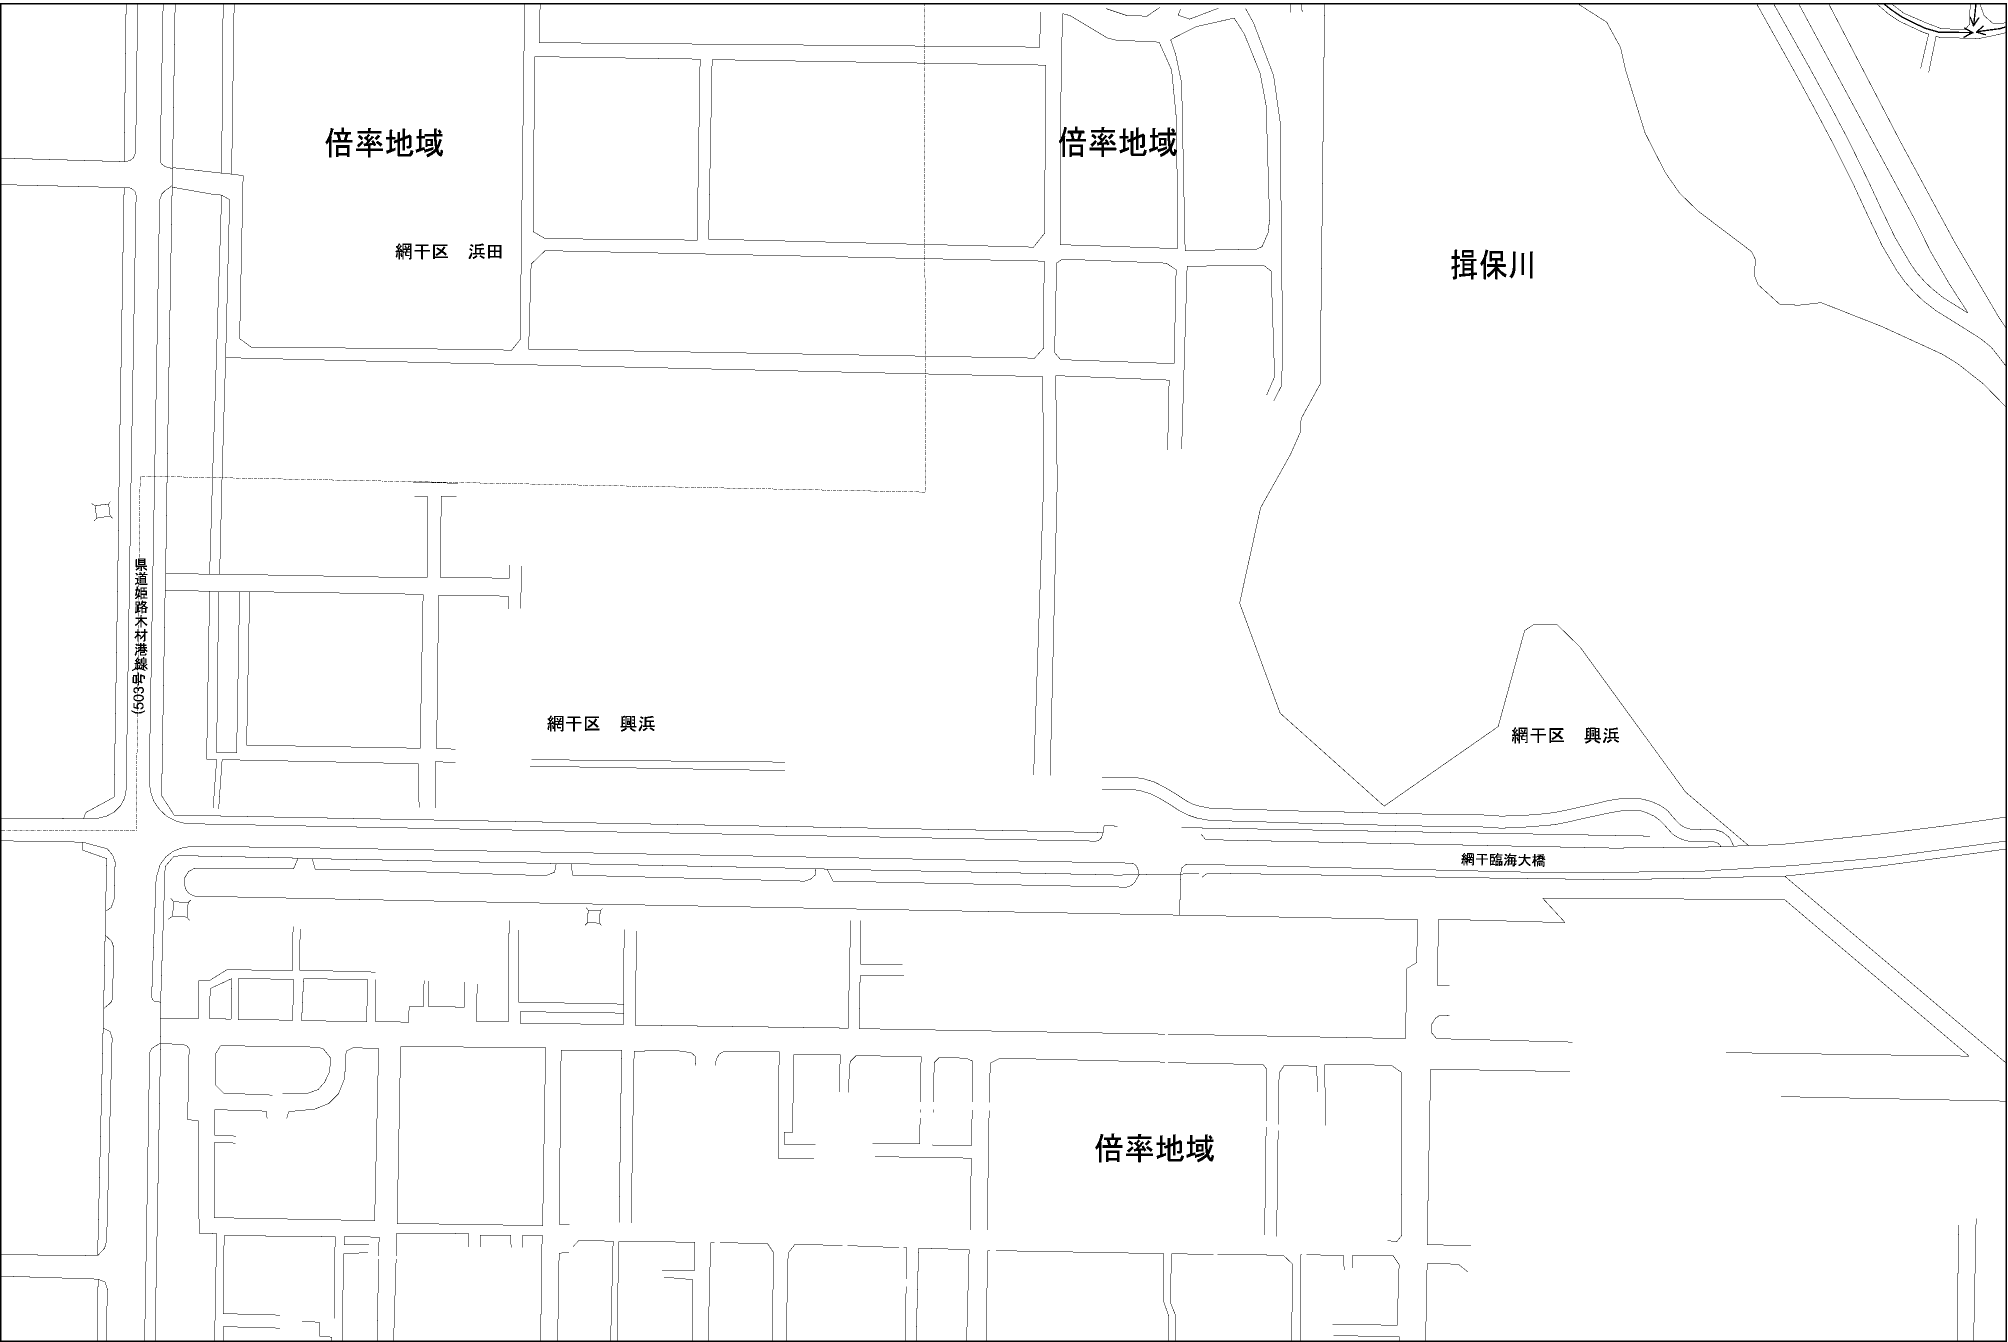 倍率地域
倍率地域
網干区　浜田
揖保川
県道姫路木材港線
(503号)
網干区　興浜
網干区　興浜
網干臨海大橋
倍率地域